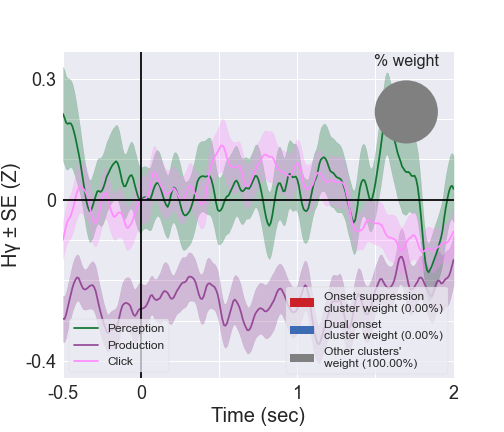 % weight
0.3
0
-0.4
Hγ ± SE (Z)
Perception
Production
Click
Onset suppression
cluster weight (0.00%)
Dual onset
cluster weight (0.00%)
Other clusters'
weight (100.00%)
-0.5
0
1
2
Time (sec)